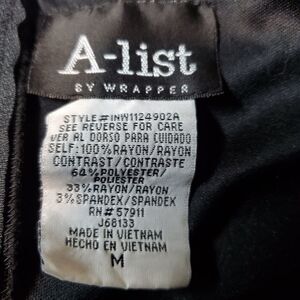 A-list
BY WRAPPER
STYLE#INW1124902A
SEE REVERSE FOR CARE
VER AL DORSO PARA CUIDADO
SELF:100%RAYON/RAYON
CONTRAST/CONTRASTE
64%POLYESTER/
POLIESTER
33%RAYON/RAYON
3%SPANDEX/SPANDEX
RN#57911
J68133
MADE IN VIETNAM
HECHO EN VIETNAM
M